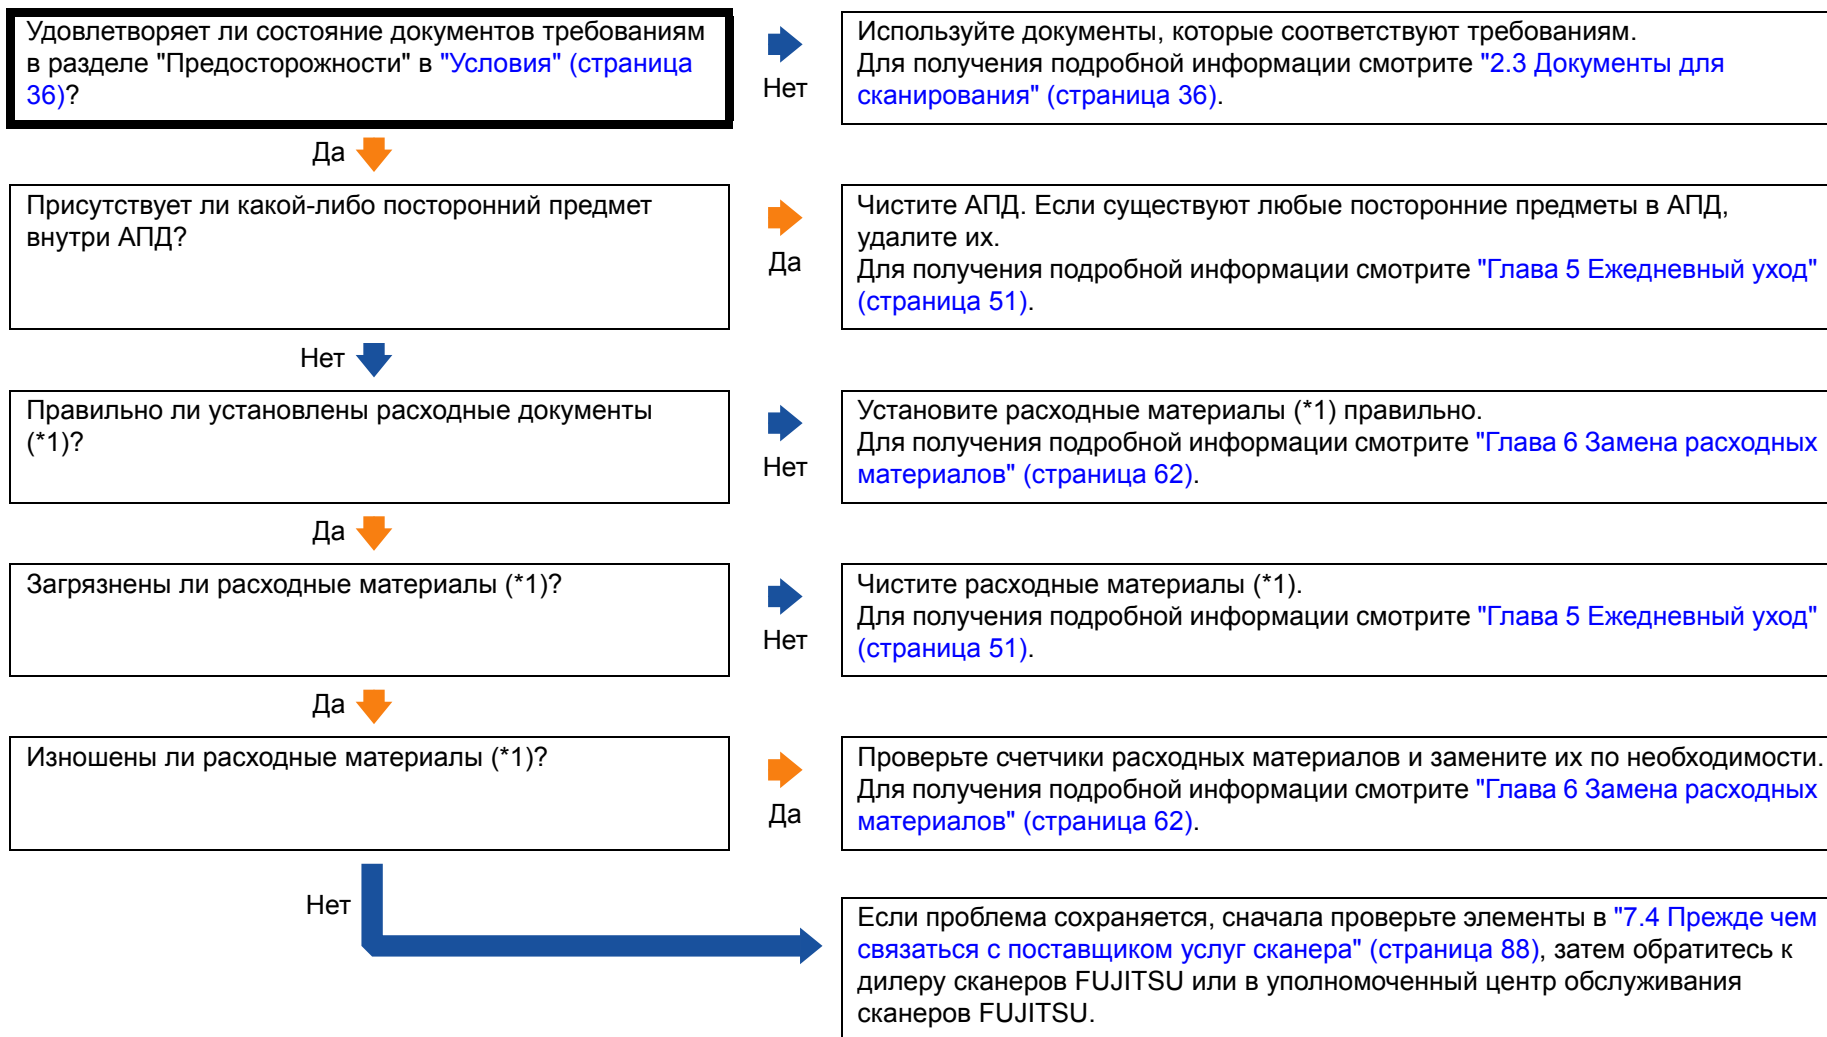 Удовлетворяет ли состояние документов требованиям
в разделе "Предосторожности" в "Условия" (страница
36)?
Нет
Используйте документы, которые соответствуют требованиям.
Для получения подробной информации смотрите "2.3 Документы для
сканирования" (страница 36).
Да
Присутствует ли какой-либо посторонний предмет
внутри АПД?
Да
Чистите АПД. Если существуют любые посторонние предметы в АПД,
удалите их.
Для получения подробной информации смотрите "Глава 5 Ежедневный уход"
(страница 51).
Нет
Правильно ли установлены расходные документы
(*1)?
Нет
Установите расходные материалы (*1) правильно.
Для получения подробной информации смотрите "Глава 6 Замена расходных
материалов" (страница 62).
Да
Загрязнены ли расходные материалы (*1)?
Нет
Чистите расходные материалы (*1).
Для получения подробной информации смотрите "Глава 5 Ежедневный уход"
(страница 51).
Да
Изношены ли расходные материалы (*1)?
Да
Проверьте счетчики расходных материалов и замените их по необходимости.
Для получения подробной информации смотрите "Глава 6 Замена расходных
материалов" (страница 62).
Нет
Если проблема сохраняется, сначала проверьте элементы в "7.4 Прежде чем
связаться с поставщиком услуг сканера" (страница 88), затем обратитесь к
дилеру сканеров FUJITSU или в уполномоченный центр обслуживания
сканеров FUJITSU.